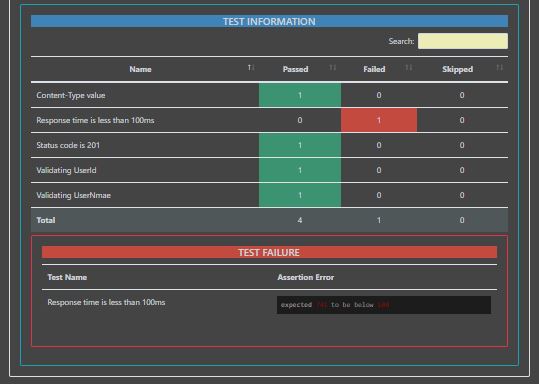 TEST INFORMATION
Search:
Name Passed Failed Skipped
Content-Type value 1 0 0
Response time is less than 100ms 0 1 0
Status code is 201 1 0 0
Validating UserId 1 0 0
Validating UserNmae 1 0 0
Total 4 1 0
TEST FAILURE
Test Name Assertion Error
Response time is less than 100ms expected to be below 100